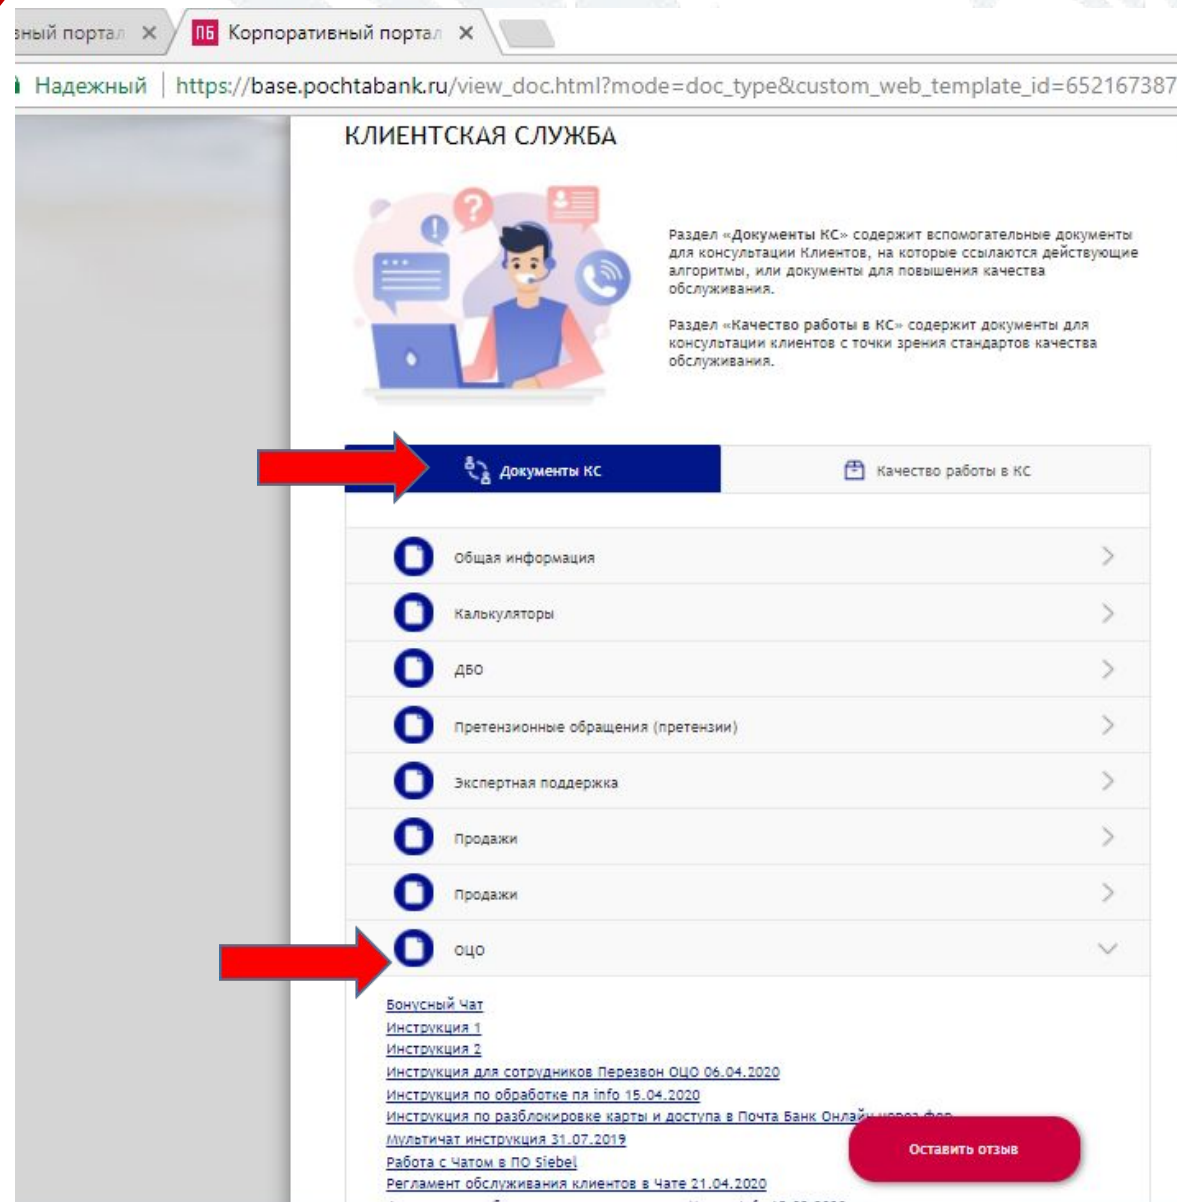 вный портал ПБ Корпоративный портал
Надежный https://base.pochtabank.ru/view_doc.html?mode=doc_type&custom_web_template_id=652167387
КЛИЕНТСКАЯ СЛУЖБА
Раздел «Документы КС» содержит вспомогательные документы
для консультации Клиентов, на которые ссылаются действующие
алгоритмы, или документы для повышения качества
обслуживания.
Раздел «Качество работы в КС» содержит документы для
консультации клиентов с точки зрения стандартов качества
обслуживания.
Документы КС
Качество работы в КС
Общая информация
Калькуляторы
ДБО
Претензионные обращения (претензии)
Экспертная поддержка
Продажи
Продажи
ОЦО
Бонусный Чат
Инструкция 1
Инструкция 2
Инструкция для сотрудников Перезвон ОЦО 06.04.2020
Инструкция по обработке пя info 15.04.2020
Инструкция по разблокировке карты и доступа в Почта Банк Онлайн через фор
Мультичат инструкция 31.07.2019
Оставить отзыв
Работа с Чатом в ПО Siebel
Регламент обслуживания клиентов в Чате 21.04.2020